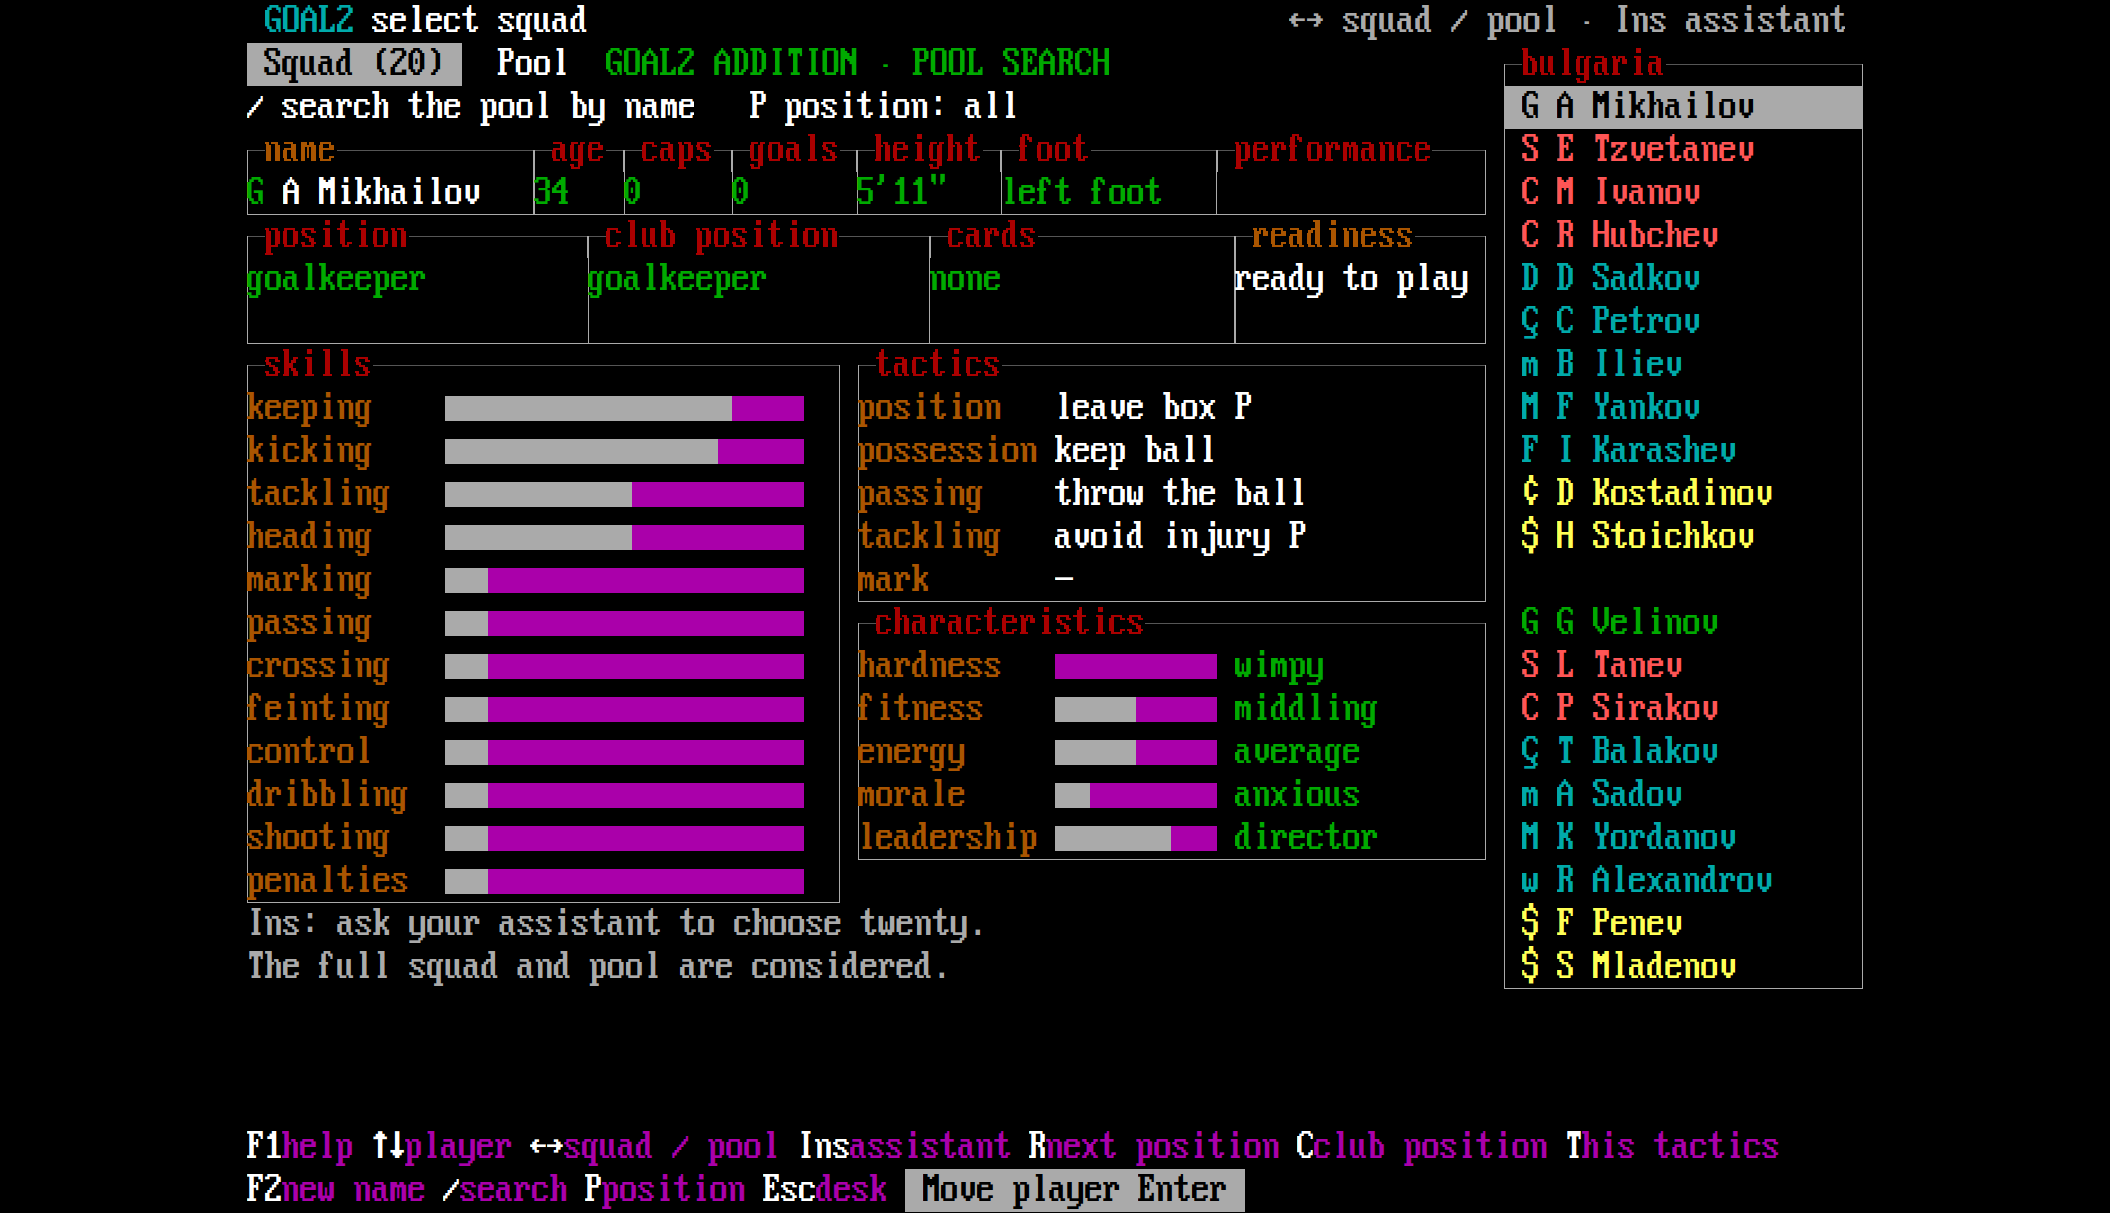 GOAL2 select squad ↔ squad / pool · Ins assistant
Squad (20) Pool GOAL2 ADDITION · POOL SEARCH
/ search the pool by name P position: all
name age caps goals height foot performance
G A Mikhailov 34 0 0 5'11" left foot
position club position cards readiness
goalkeeper goalkeeper none ready to play
skills
keeping
kicking
tackling
heading
marking
passing
crossing
feinting
control
dribbling
shooting
penalties
tactics
position leave box P
possession keep ball
passing throw the ball
tackling avoid injury P
mark –
characteristics
hardness wimpy
fitness middling
energy average
morale anxious
leadership director
Ins: ask your assistant to choose twenty.
The full squad and pool are considered.
bulgaria
G A Mikhailov
S E Tzvetanev
C M Ivanov
C R Hubchev
D D Sadkov
Ç C Petrov
m B Iliev
M F Yankov
F I Karashev
¢ D Kostadinov
$ H Stoichkov
G G Velinov
S L Tanev
C P Sirakov
Ç T Balakov
m A Sadov
M K Yordanov
w R Alexandrov
$ F Penev
$ S Mladenov
F1help ↑↓player ↔squad / pool Insassistant Rnext position Cclub position This tactics
F2new name /search Pposition Escdesk Move player Enter